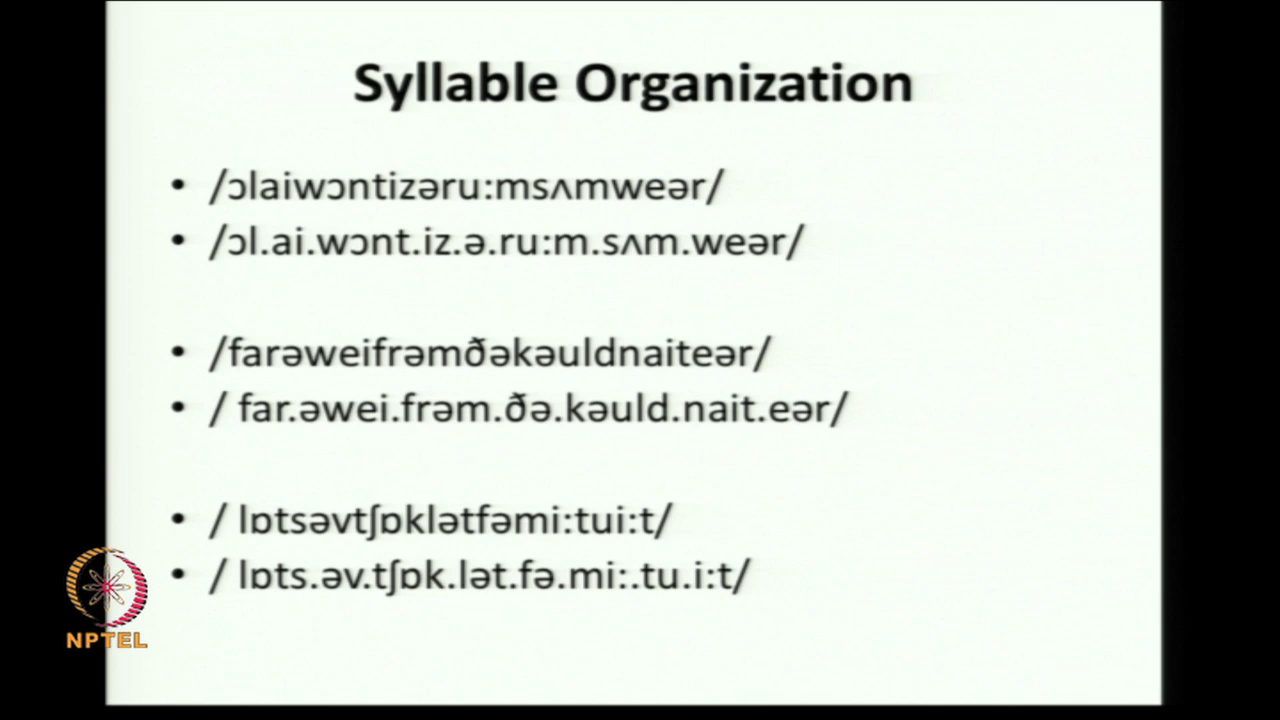 Syllable Organization
• /ɔlaiwɔntizəru:msʌmweər/
• /ɔl.ai.wɔnt.iz.ə.ru:m.sʌm.weər/
• /farəweifrəmðəkəuldnaiteər/
• / far.əwei.frəm.ðə.kəuld.nait.eər/
• / lɒtsəvtʃɒklətfəmi:tui:t/
• / lɒts.əv.tʃɒk.lət.fə.mi:.tu.i:t/
NPTEL